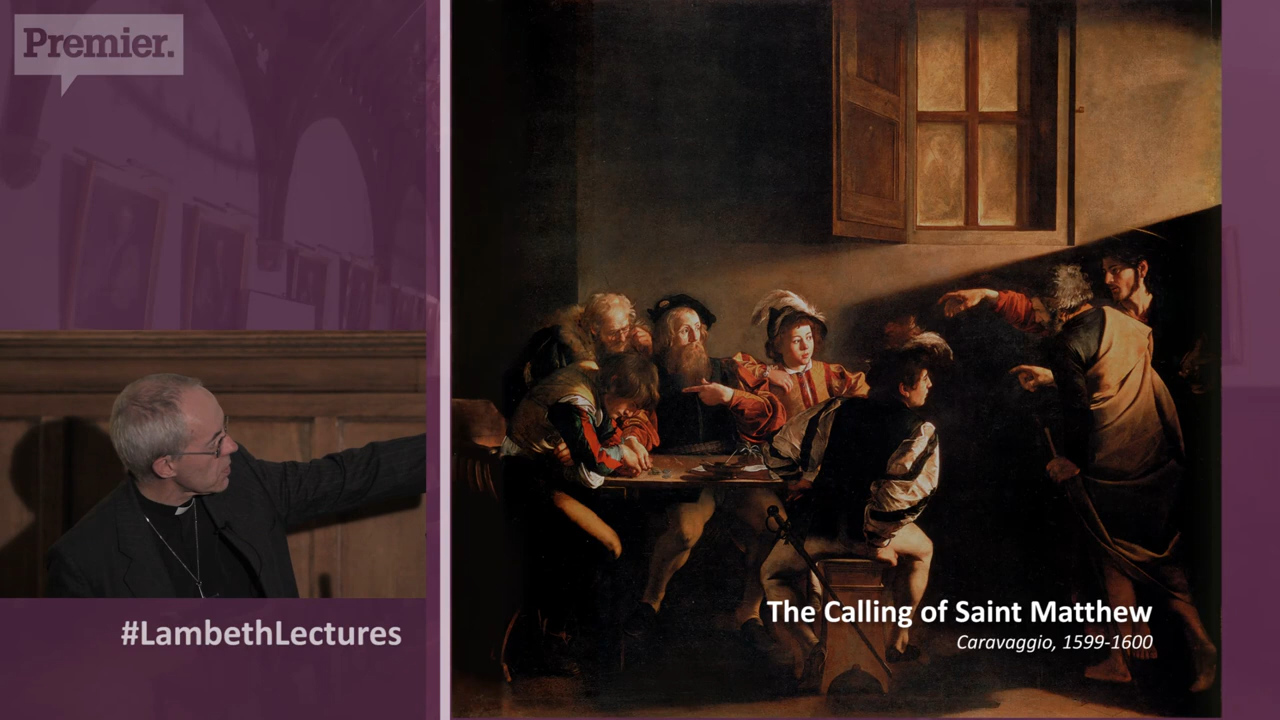 Premier.
The Calling of Saint Matthew
Caravaggio, 1599-1600
#LambethLectures